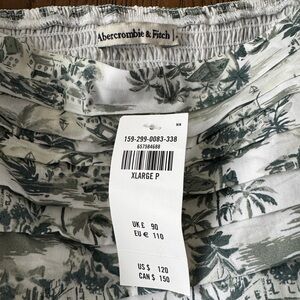 Abercrombie & Fitch
159-299-0083-338
657584688
XLARGE P
UK £ 90
EU € 110
US $ 120
CAN $ 150